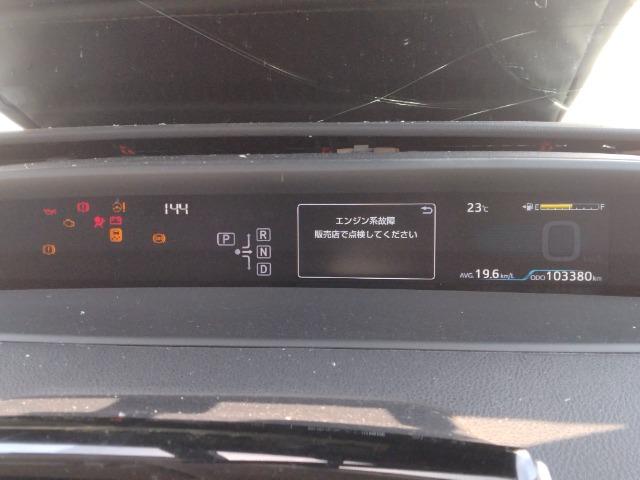 144
P
R
N
D
エンジン系故障
販売店で点検してください
23℃
E F
0
AVG. 19.6 km/L
ODO 103380 km